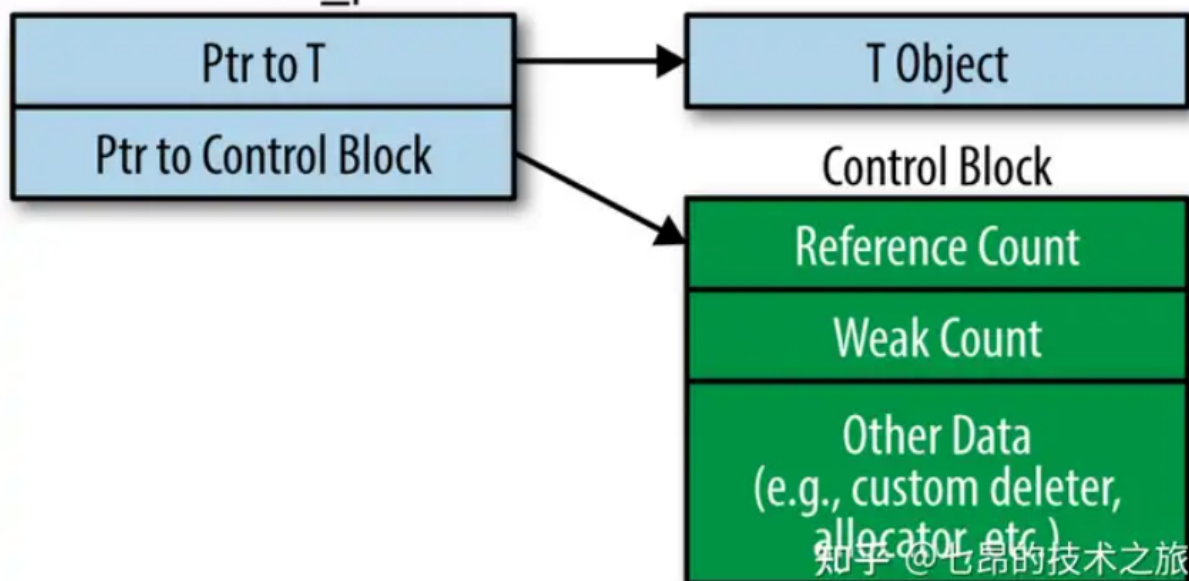 Ptr to T
T Object
Ptr to Control Block
Control Block
Reference Count
Weak Count
Other Data
(e.g., custom deleter,
allocator, etc.)
知乎 @七昂的技术之旅